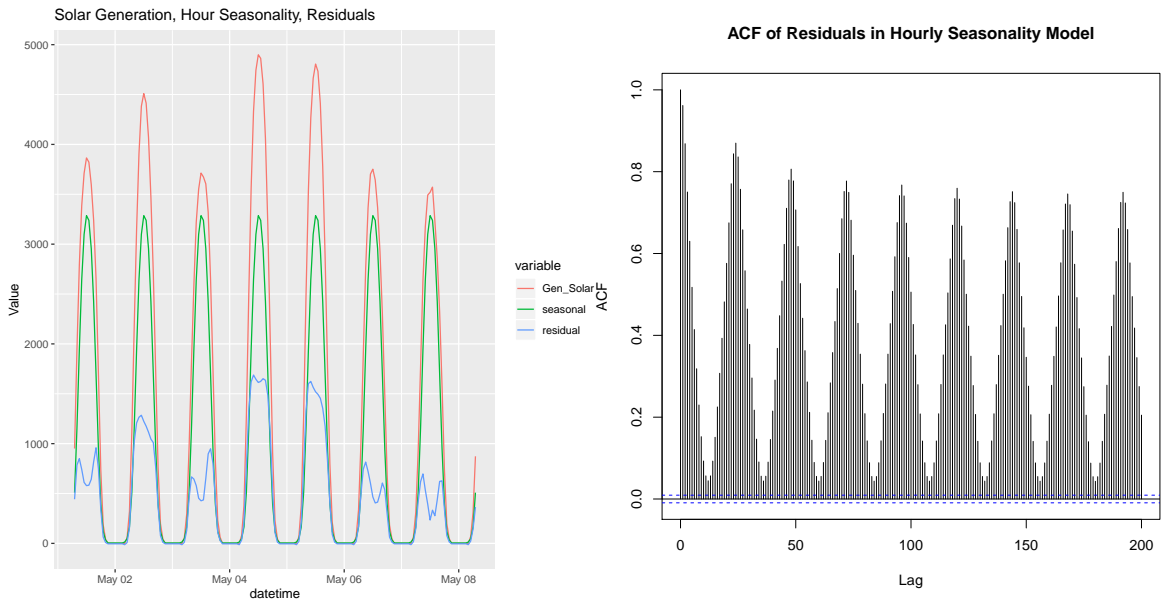 Solar Generation, Hour Seasonality, Residuals
5000
4000
3000
2000
1000
0
Value
May 02
May 04
May 06
May 08
datetime
variable
Gen_Solar
seasonal
residual
ACF of Residuals in Hourly Seasonality Model
1.0
0.8
0.6
0.4
0.2
0.0
ACF
0
50
100
150
200
Lag